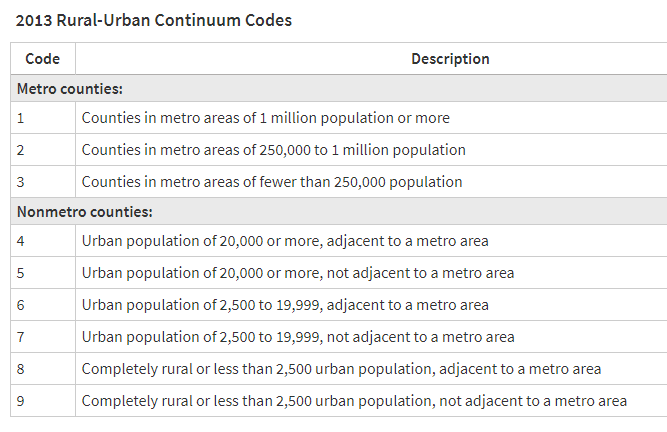 2013 Rural-Urban Continuum Codes
Code Description
Metro counties:
1 Counties in metro areas of 1 million population or more
2 Counties in metro areas of 250,000 to 1 million population
3 Counties in metro areas of fewer than 250,000 population
Nonmetro counties:
4 Urban population of 20,000 or more, adjacent to a metro area
5 Urban population of 20,000 or more, not adjacent to a metro area
6 Urban population of 2,500 to 19,999, adjacent to a metro area
7 Urban population of 2,500 to 19,999, not adjacent to a metro area
8 Completely rural or less than 2,500 urban population, adjacent to a metro area
9 Completely rural or less than 2,500 urban population, not adjacent to a metro area